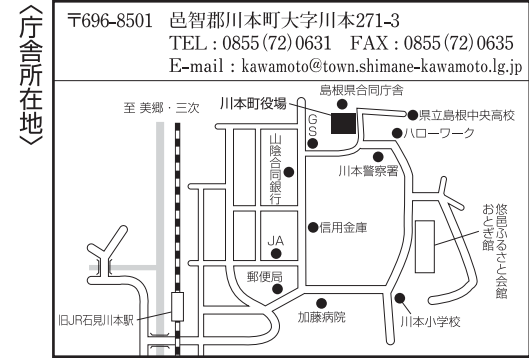 〈庁舎所在地〉
〒696-8501 邑智郡川本町大字川本271-3
TEL : 0855(72)0631 FAX : 0855(72)0635
E-mail : kawamoto@town.shimane-kawamoto.lg.jp
島根県合同庁舎
至 美郷・三次
川本町役場
県立島根中央高校
GS
ハローワーク
山陰合同銀行
川本警察署
悠邑ふるさと会館
おとぎ館
信用金庫
JA
郵便局
旧JR石見川本駅
加藤病院
川本小学校